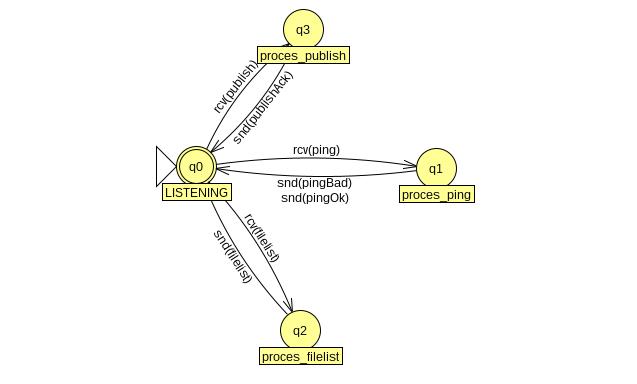 q3
proces_publish
rcv(publish)
snd(publishAck)
q0
LISTENING
rcv(ping)
snd(pingBad)
snd(pingOk)
q1
proces_ping
rcv(filelist)
snd(filelist)
q2
proces_filelist